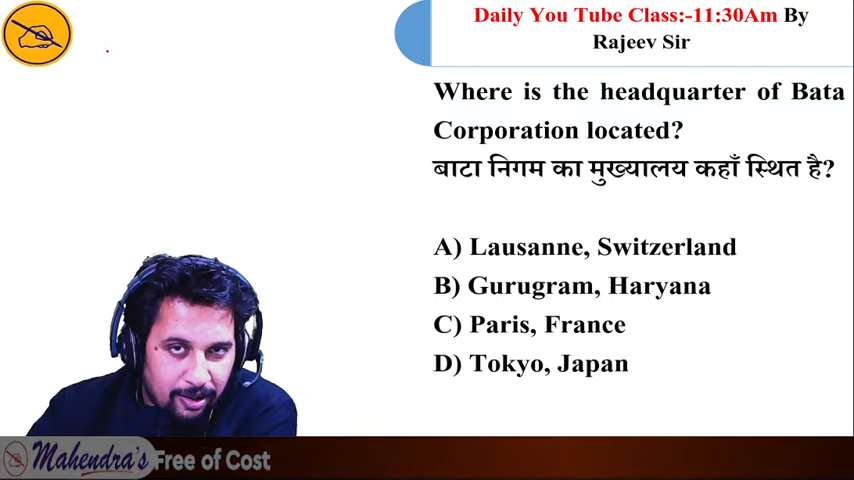 Daily You Tube Class:-11:30Am By
Rajeev Sir
Where is the headquarter of Bata
Corporation located?
बाटा निगम का मुख्यालय कहाँ स्थित है?
A) Lausanne, Switzerland
B) Gurugram, Haryana
C) Paris, France
D) Tokyo, Japan
Mahendra's Free of Cost